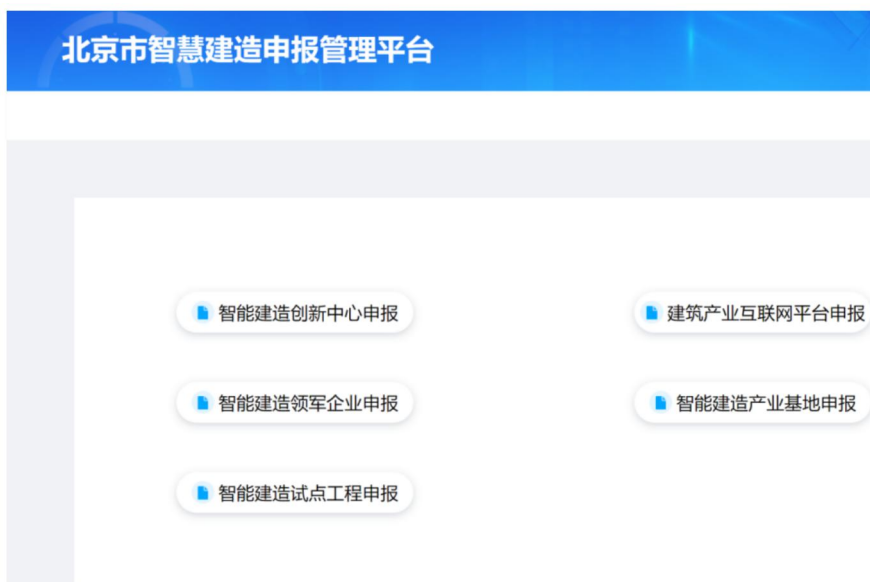 北京市智慧建造申报管理平台
智能建造创新中心申报
建筑产业互联网平台申报
智能建造领军企业申报
智能建造产业基地申报
智能建造试点工程申报